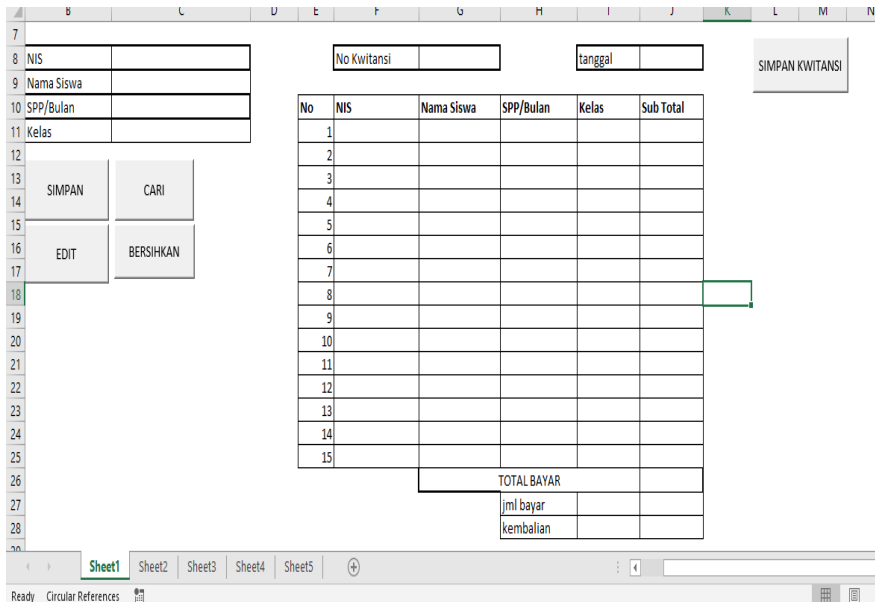 B C D E F G H I J K L M N
7
8 NIS No Kwitansi tanggal SIMPAN KWITANSI
9 Nama Siswa
10 SPP/Bulan No NIS Nama Siswa SPP/Bulan Kelas Sub Total
11 Kelas 1
12 2
13 3
SIMPAN CARI
14 4
15 5
16 6
EDIT BERSIHKAN
17 7
18 8
19 9
20 10
21 11
22 12
23 13
24 14
25 15
26 TOTAL BAYAR
27 jml bayar
28 kembalian
29
Sheet1 Sheet2 Sheet3 Sheet4 Sheet5
Ready Circular References